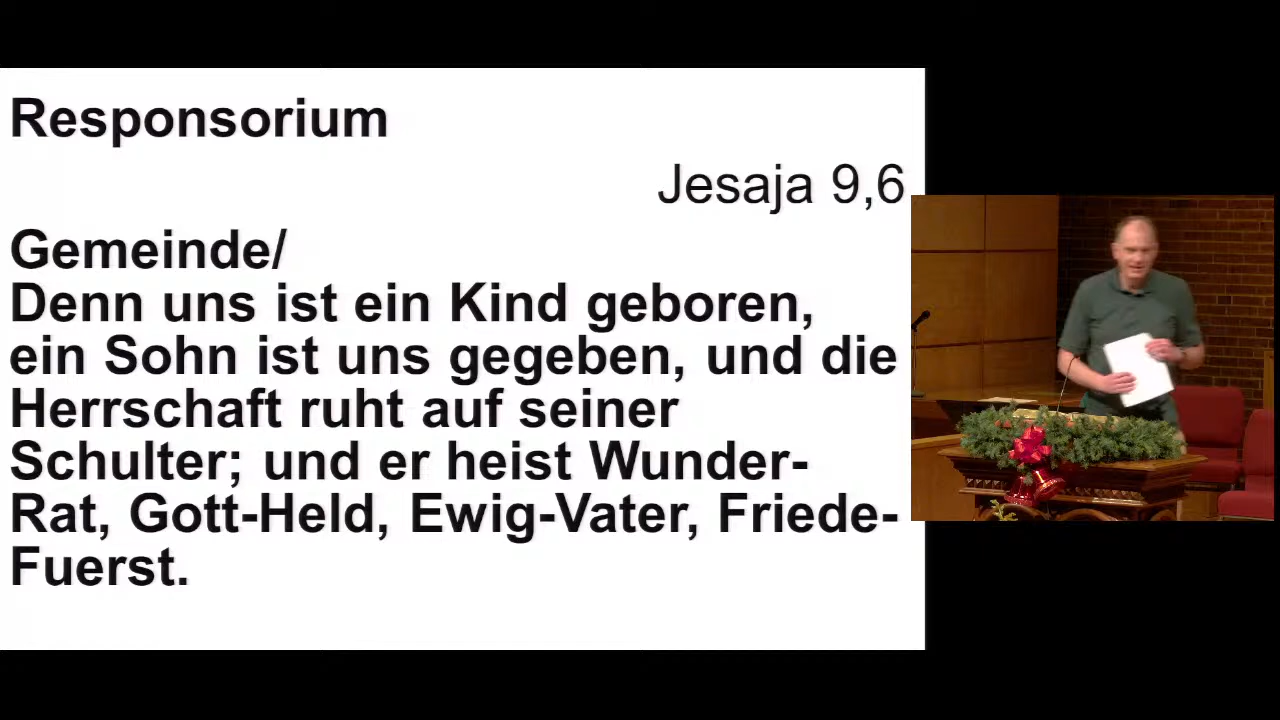 Responsorium
Jesaja 9,6
Gemeinde/
Denn uns ist ein Kind geboren,
ein Sohn ist uns gegeben, und die
Herrschaft ruht auf seiner
Schulter; und er heist Wunder-
Rat, Gott-Held, Ewig-Vater, Friede-
Fuerst.